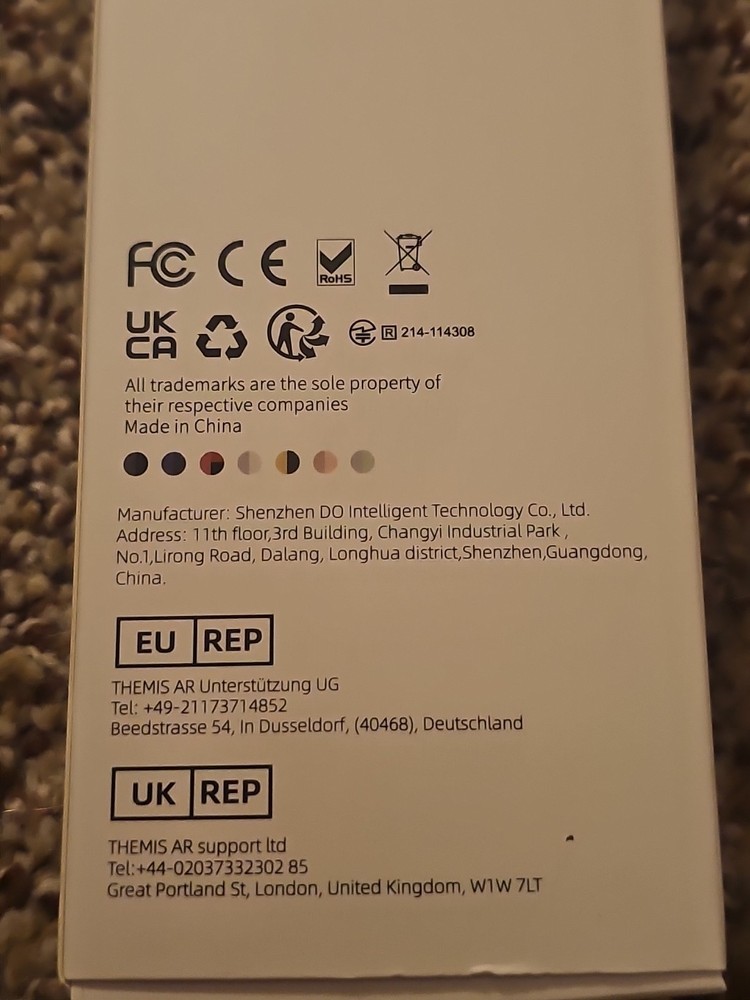 FC CE RoHS
UK
CA
R 214-114308
All trademarks are the sole property of
their respective companies
Made in China
Manufacturer: Shenzhen DO Intelligent Technology Co., Ltd.
Address: 11th floor,3rd Building, Changyi Industrial Park ,
No.1,Lirong Road, Dalang, Longhua district,Shenzhen,Guangdong,
China.
EU REP
THEMIS AR Unterstützung UG
Tel: +49-21173714852
Beedstrasse 54, In Dusseldorf, (40468), Deutschland
UK REP
THEMIS AR support ltd
Tel:+44-02037332302 85
Great Portland St, London, United Kingdom, W1W 7LT